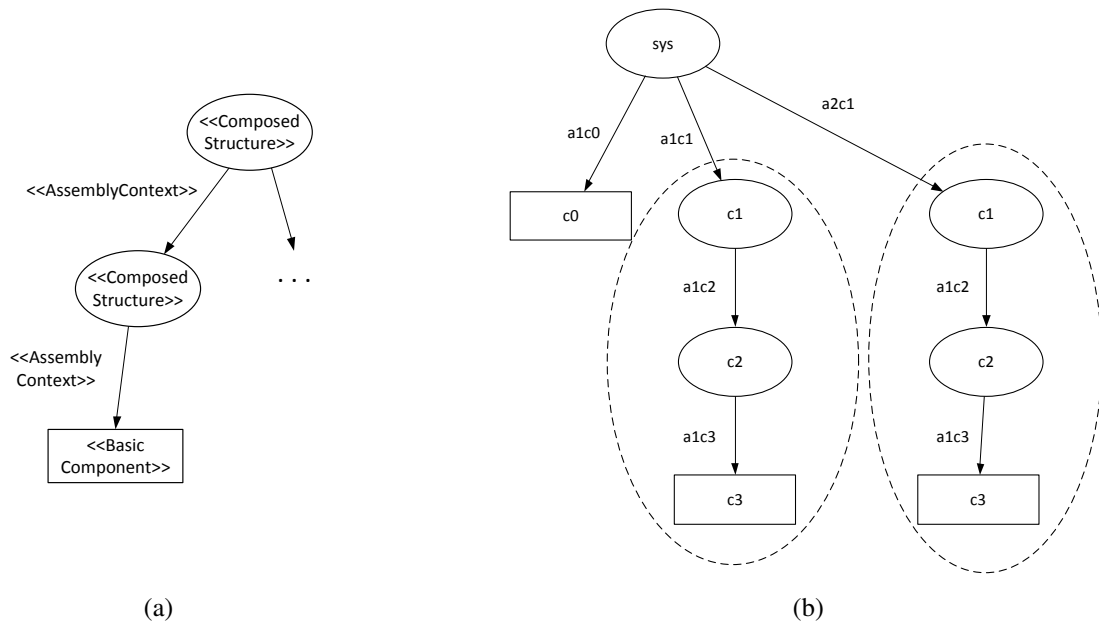 <<Composed
Structure>>
<<AssemblyContext>>
<<Composed
Structure>>
. . .
<<Assembly
Context>>
<<Basic
Component>>
(a)
sys
a1c0
a1c1
a2c1
c0
c1
c1
a1c2
a1c2
c2
c2
a1c3
a1c3
c3
c3
(b)